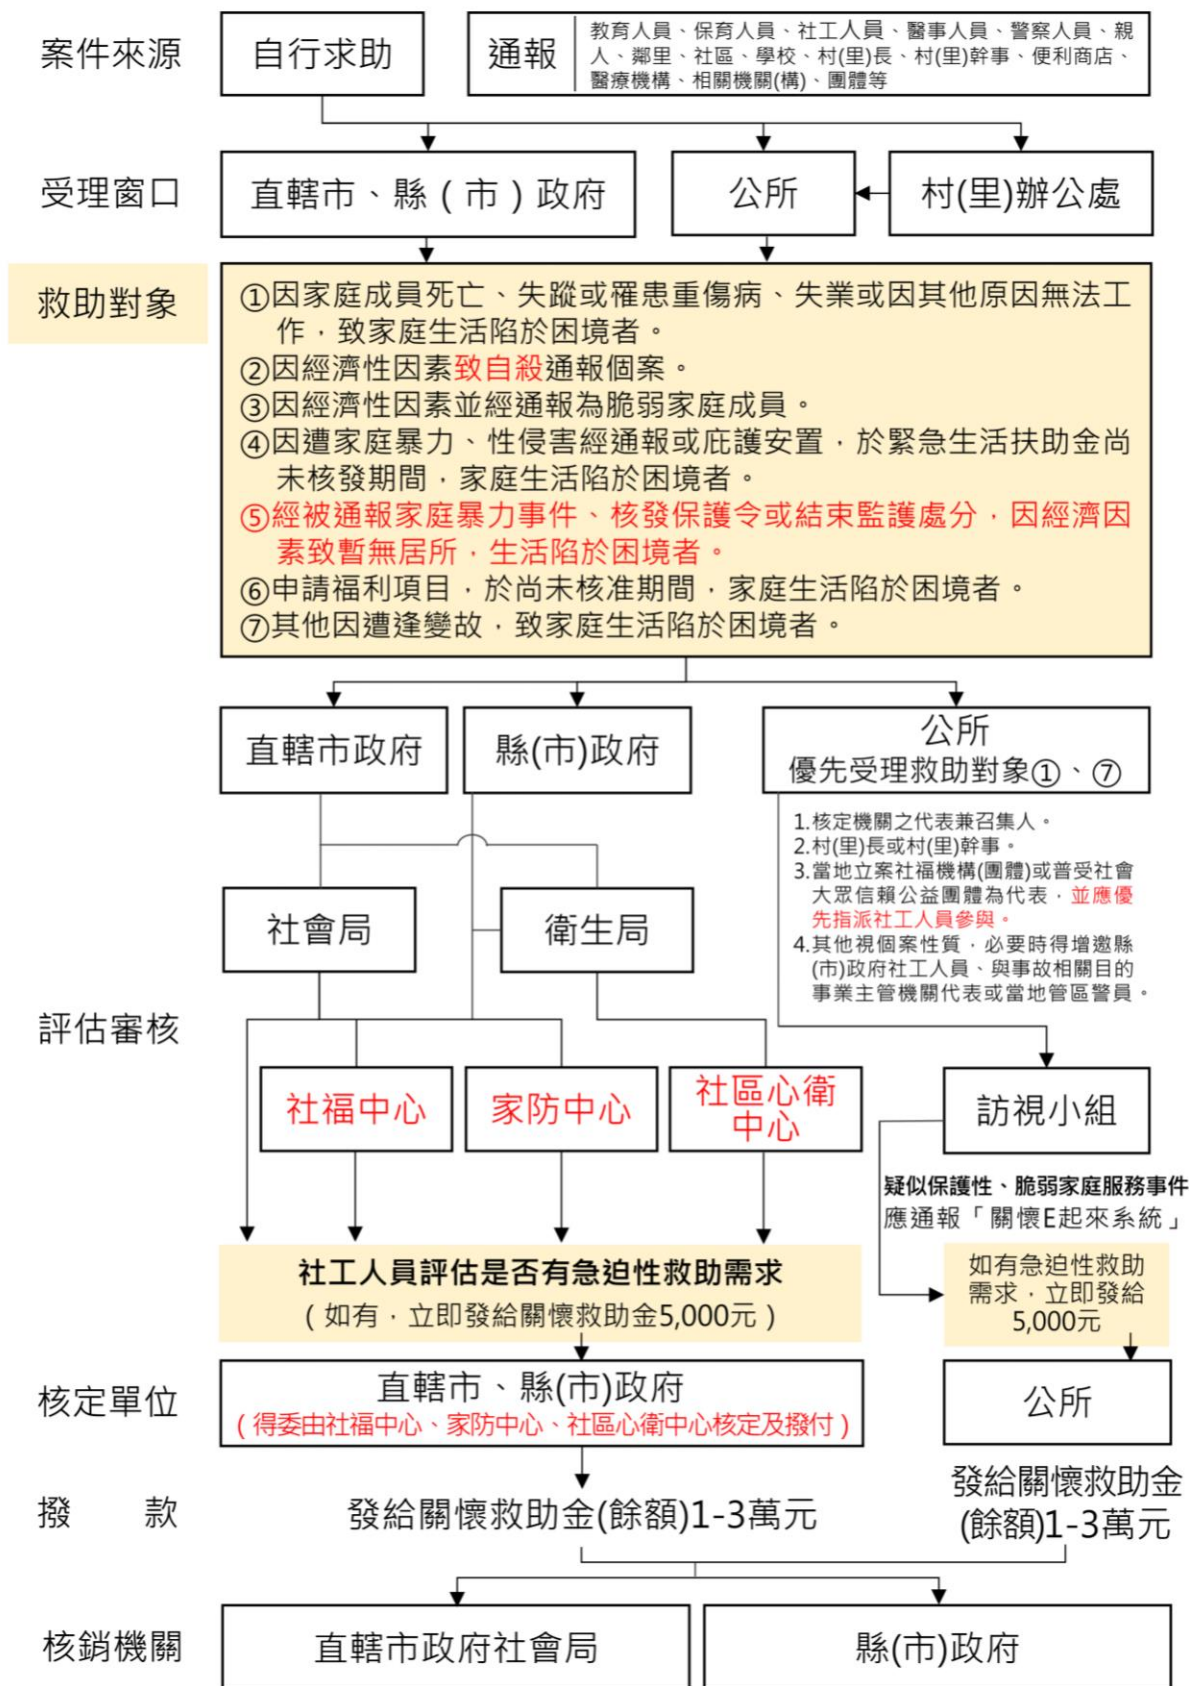 案件來源
自行求助
通報
教育人員、保育人員、社工人員、醫事人員、警察人員、親
人、鄰里、社區、學校、村(里)長、村(里)幹事、便利商店、
醫療機構、相關機關(構)、團體等
受理窗口
直轄市、縣（市）政府
公所
村(里)辦公處
救助對象
①因家庭成員死亡、失蹤或罹患重傷病、失業或因其他原因無法工
作，致家庭生活陷於困境者。
②因經濟性因素致自殺通報個案。
③因經濟性因素並經通報為脆弱家庭成員。
④因遭家庭暴力、性侵害經通報或庇護安置，於緊急生活扶助金尚
未核發期間，家庭生活陷於困境者。
⑤經被通報家庭暴力事件、核發保護令或結束監護處分，因經濟因
素致暫無居所，生活陷於困境者。
⑥申請福利項目，於尚未核准期間，家庭生活陷於困境者。
⑦其他因遭逢變故，致家庭生活陷於困境者。
直轄市政府
縣(市)政府
公所
優先受理救助對象①、⑦
1.核定機關之代表兼召集人。
2.村(里)長或村(里)幹事。
3.當地立案社福機構(團體)或普受社會
大眾信賴公益團體為代表，並應優
先指派社工人員參與。
4.其他視個案性質，必要時得增邀縣
(市)政府社工人員、與事故相關目的
事業主管機關代表或當地管區警員。
社會局
衛生局
評估審核
社福中心
家防中心
社區心衛
中心
訪視小組
疑似保護性、脆弱家庭服務事件
應通報「關懷E起來系統」
社工人員評估是否有急迫性救助需求
（如有，立即發給關懷救助金5,000元）
如有急迫性救助
需求，立即發給
5,000元
核定單位
直轄市、縣(市)政府
（得委由社福中心、家防中心、社區心衛中心核定及撥付）
公所
撥　　款
發給關懷救助金(餘額)1-3萬元
發給關懷救助金
(餘額)1-3萬元
核銷機關
直轄市政府社會局
縣(市)政府